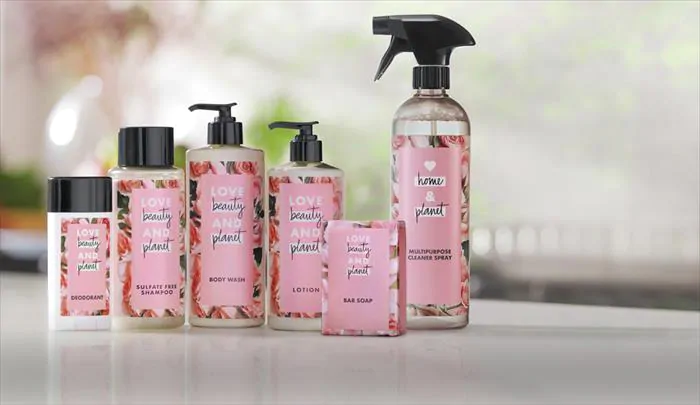 LOVE
beauty
AND
planet
DEODORANT
LOVE
beauty
AND
planet
SULFATE FREE
SHAMPOO
LOVE
beauty
AND
planet
BODY WASH
LOVE
beauty
AND
planet
LOTION
LOVE
beauty
AND
planet
BAR SOAP
home
&
planet
MULTIPURPOSE
CLEANER SPRAY